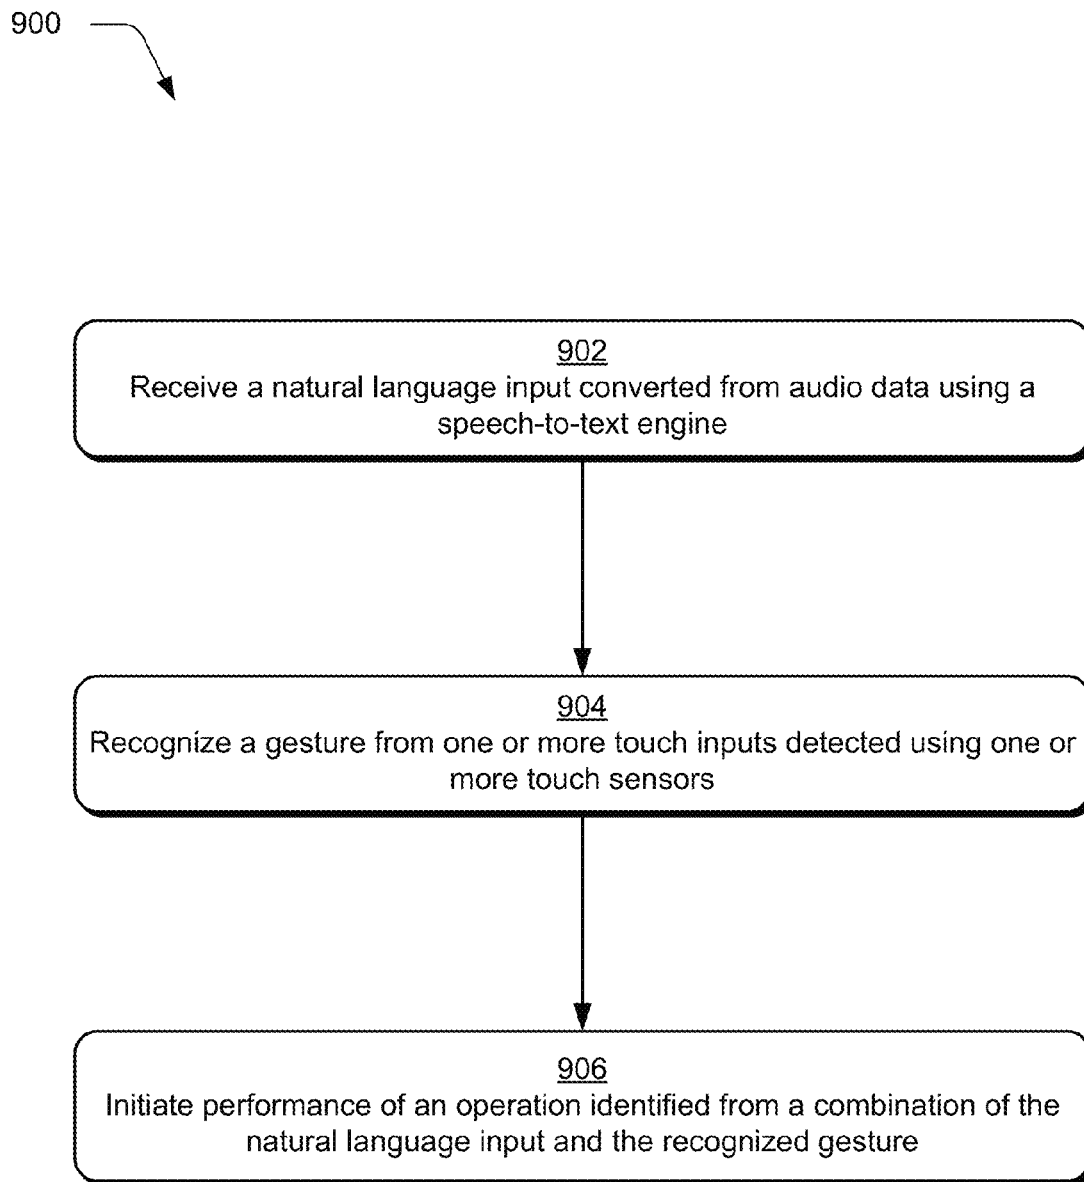 900
902
Receive a natural language input converted from audio data using a
speech-to-text engine
904
Recognize a gesture from one or more touch inputs detected using one or
more touch sensors
906
Initiate performance of an operation identified from a combination of the
natural language input and the recognized gesture